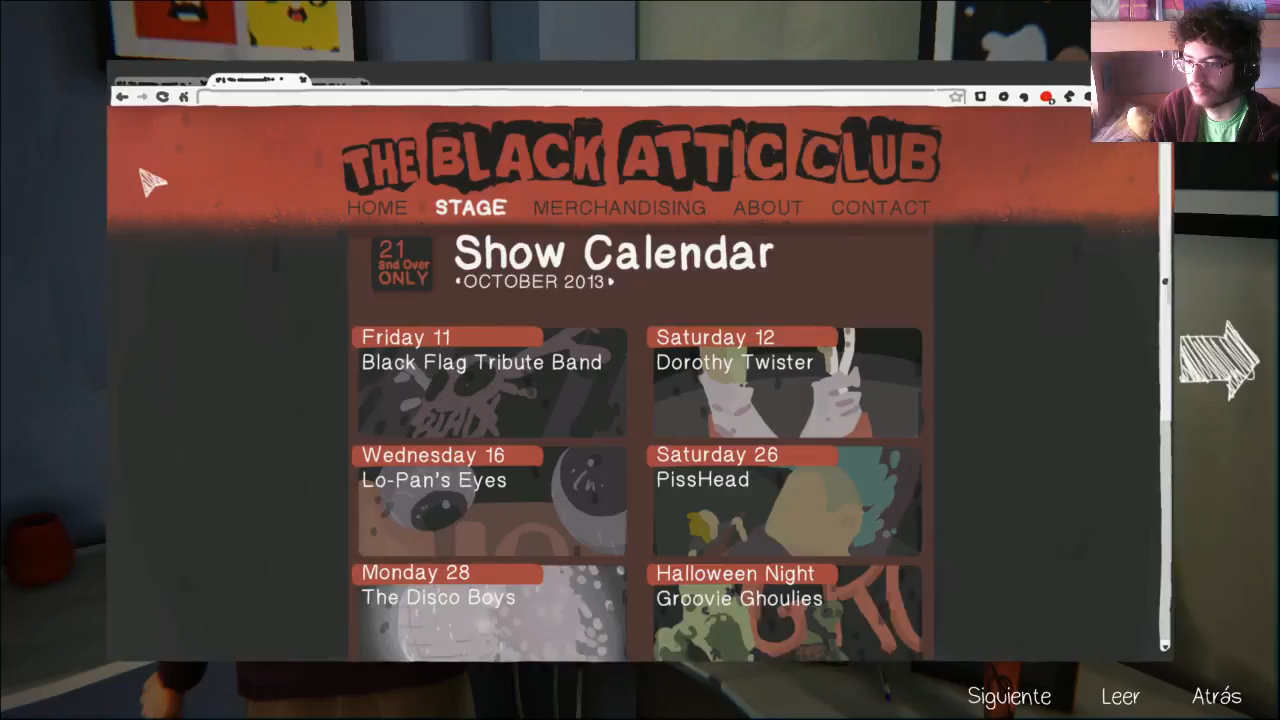 THE BLACK ATTIC CLUB
HOME STAGE MERCHANDISING ABOUT CONTACT
21
and Over
ONLY
Show Calendar
OCTOBER 2013
Friday 11
Black Flag Tribute Band
Saturday 12
Dorothy Twister
Wednesday 16
Lo-Pan's Eyes
Saturday 26
PissHead
Monday 28
The Disco Boys
Halloween Night
Groovie Ghoulies
Siguiente Leer Atrás